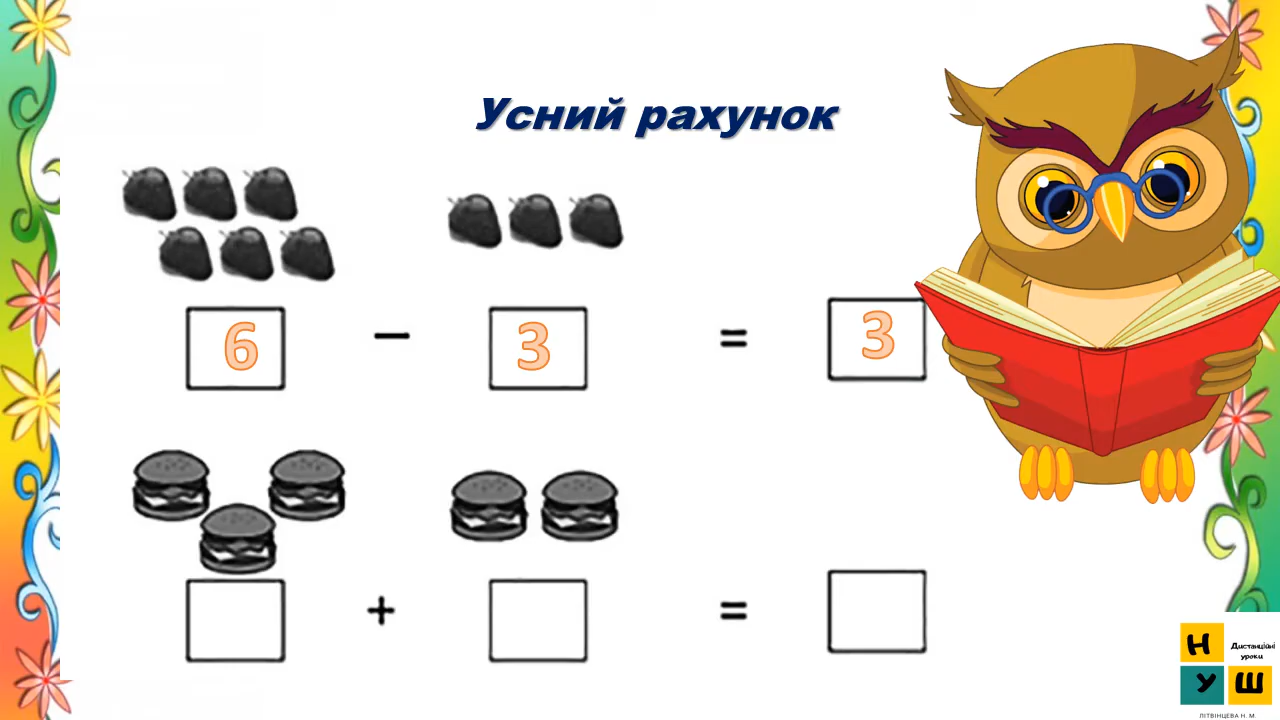 Усний рахунок
6 – 3 = 3
+ =
Дистанційні
уроки
Н
У Ш
ЛІТВІНЦЕВА Н. М.